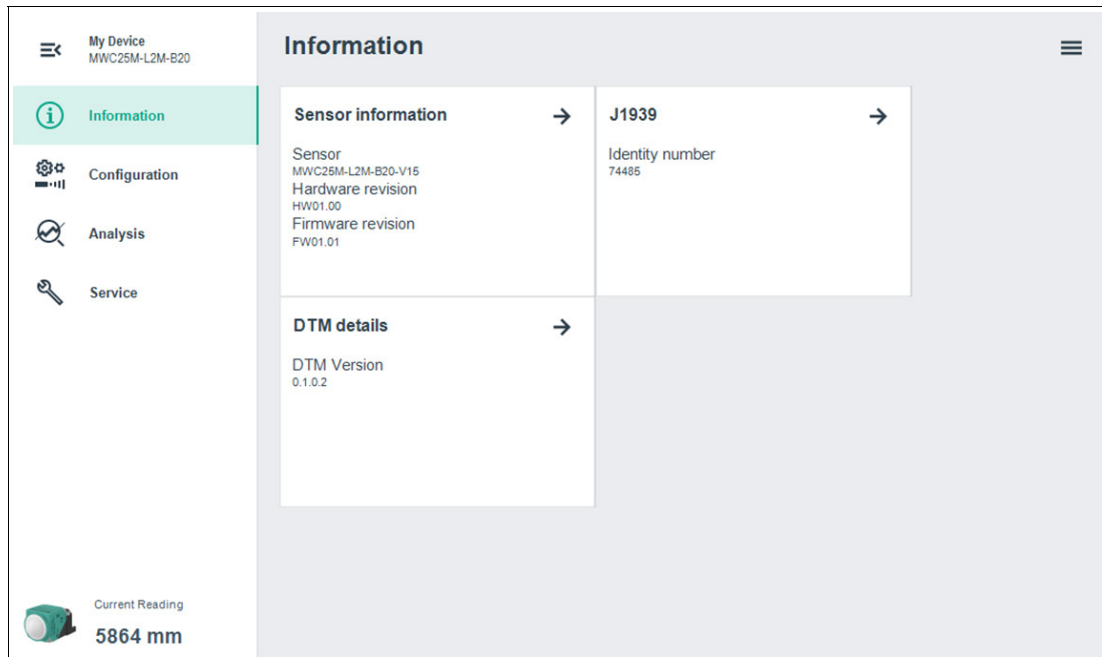 My Device
MWC25M-L2M-B20
Information
Configuration
Analysis
Service
Current Reading
5864 mm
Information
Sensor information
Sensor
MWC25M-L2M-B20-V15
Hardware revision
HW01.00
Firmware revision
FW01.01
J1939
Identity number
74485
DTM details
DTM Version
0.1.0.2